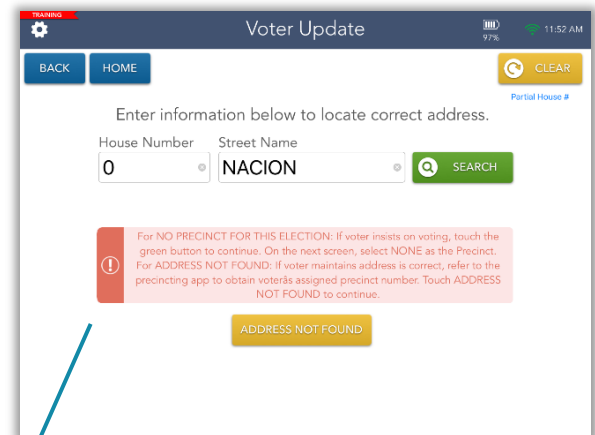 TRAINING
Voter Update
97%
11:52 AM
BACK
HOME
CLEAR
Partial House #
Enter information below to locate correct address.
House Number
Street Name
0
NACION
SEARCH
For NO PRECINCT FOR THIS ELECTION: If voter insists on voting, touch the
green button to continue. On the next screen, select NONE as the Precinct.
For ADDRESS NOT FOUND: If voter maintains address is correct, refer to the
precincting app to obtain voterâs assigned precinct number. Touch ADDRESS
NOT FOUND to continue.
ADDRESS NOT FOUND